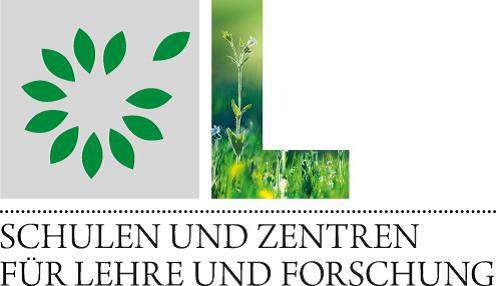 L
SCHULEN UND ZENTREN
FÜR LEHRE UND FORSCHUNG